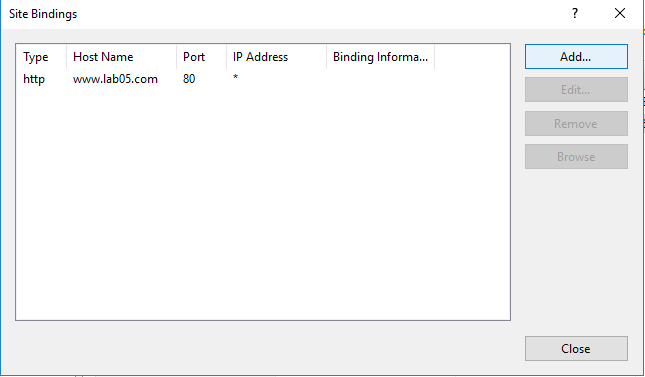 Site Bindings
?
Type Host Name Port IP Address Binding Informa...
http www.lab05.com 80 *
Add...
Edit...
Remove
Browse
Close